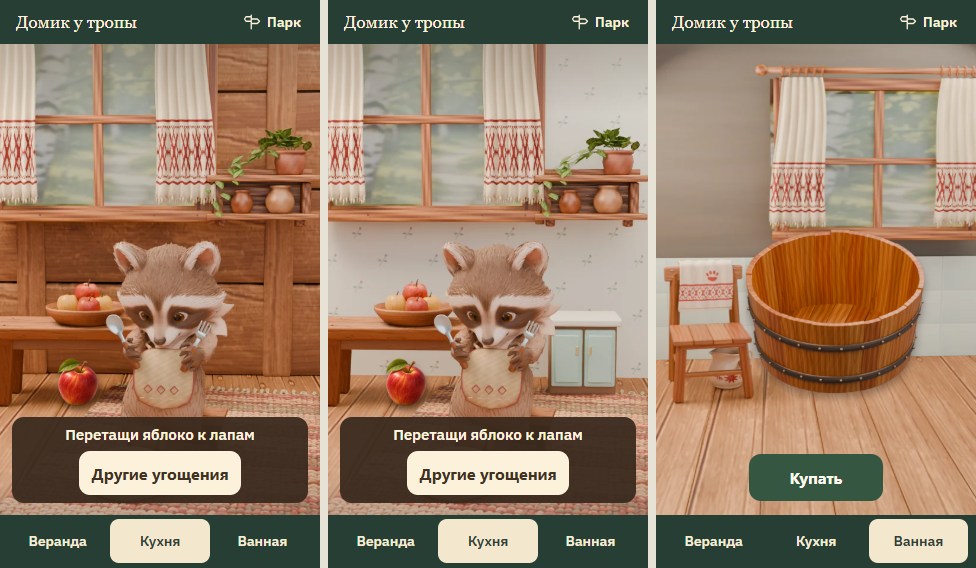 Домик у тропы
Парк
Перетащи яблоко к лапам
Другие угощения
Веранда
Кухня
Ванная
Домик у тропы
Парк
Перетащи яблоко к лапам
Другие угощения
Веранда
Кухня
Ванная
Домик у тропы
Парк
Купать
Веранда
Кухня
Ванная